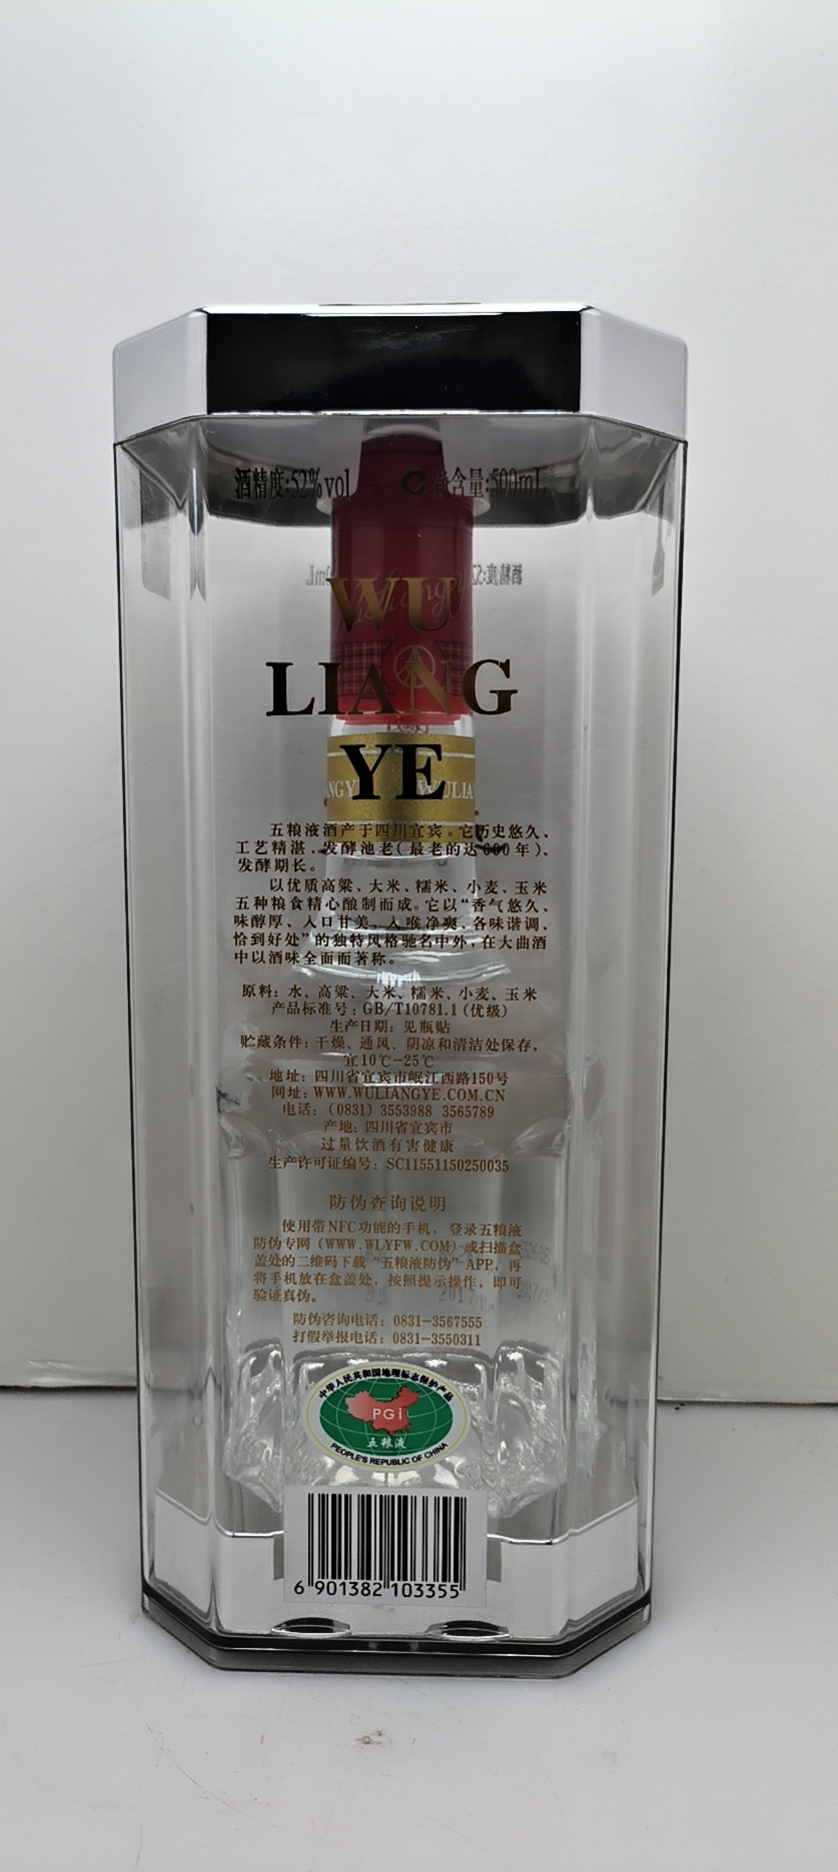 酒精度:52%vol 净含量:500mL
WU
LIANG
YE
五粮液酒产于四川宜宾。它历史悠久、
工艺精湛、发酵池老(最老的达600年)、
发酵期长。
以优质高粱、大米、糯米、小麦、玉米
五种粮食精心酿制而成。它以“香气悠久、
味醇厚、入口甘美、入喉净爽、各味谐调、
恰到好处”的独特风格驰名中外,在大曲酒
中以酒味全面而著称。
原料: 水、高粱、大米、糯米、小麦、玉米
产品标准号: GB/T10781.1(优级)
生产日期: 见瓶贴
贮藏条件: 干燥、通风、阴凉和清洁处保存,
宜10℃-25℃
地址: 四川省宜宾市岷江西路150号
网址: WWW.WULIANGYE.COM.CN
电话: (0831) 3553988 3565789
产地: 四川省宜宾市
过量饮酒有害健康
生产许可证编号: SC11551150250035
防伪查询说明
使用带NFC功能的手机, 登录五粮液
防伪专网 (WWW.WLYFW.COM) 或扫描盒
盖处的二维码下载 “五粮液防伪” APP, 再
将手机放在盒盖处, 按照提示操作, 即可
验证真伪。
防伪咨询电话: 0831-3567555
打假举报电话: 0831-3550311
中华人民共和国地理标志保护产品
PGI
五粮液
PEOPLE'S REPUBLIC OF CHINA
6 901382 103355